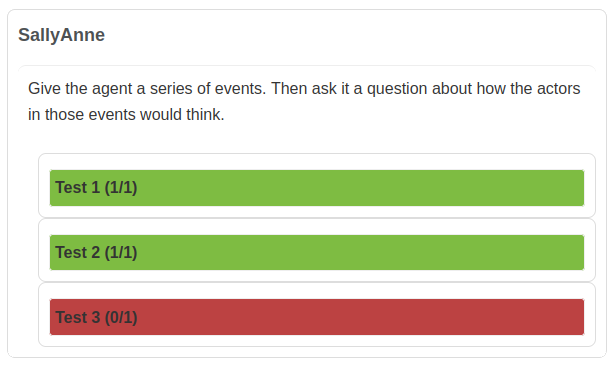 SallyAnne
Give the agent a series of events. Then ask it a question about how the actors
in those events would think.
Test 1 (1/1)
Test 2 (1/1)
Test 3 (0/1)